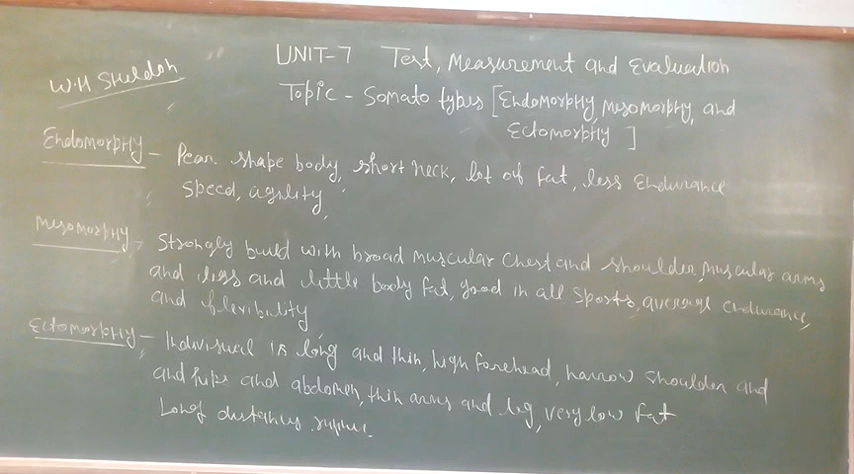 UNIT-7 Test, Measurement and Evaluation
W.H Sheldon
Topic - Somato types [Endomorphy, Mesomorphy, and
Ectomorphy]
Endomorphy - Pear shape body, short neck, lot of fat, less Endurance
Speed, agility,
Mesomorphy - Strongly build with broad muscular chest and shoulder, muscular arms
and legs and little body fat, good in all sports, average endurance,
and flexibility
Ectomorphy - Individual is long and thin, high forehead, narrow shoulder and
and hips and abdomen, thin arms and leg, very low fat
Long distances